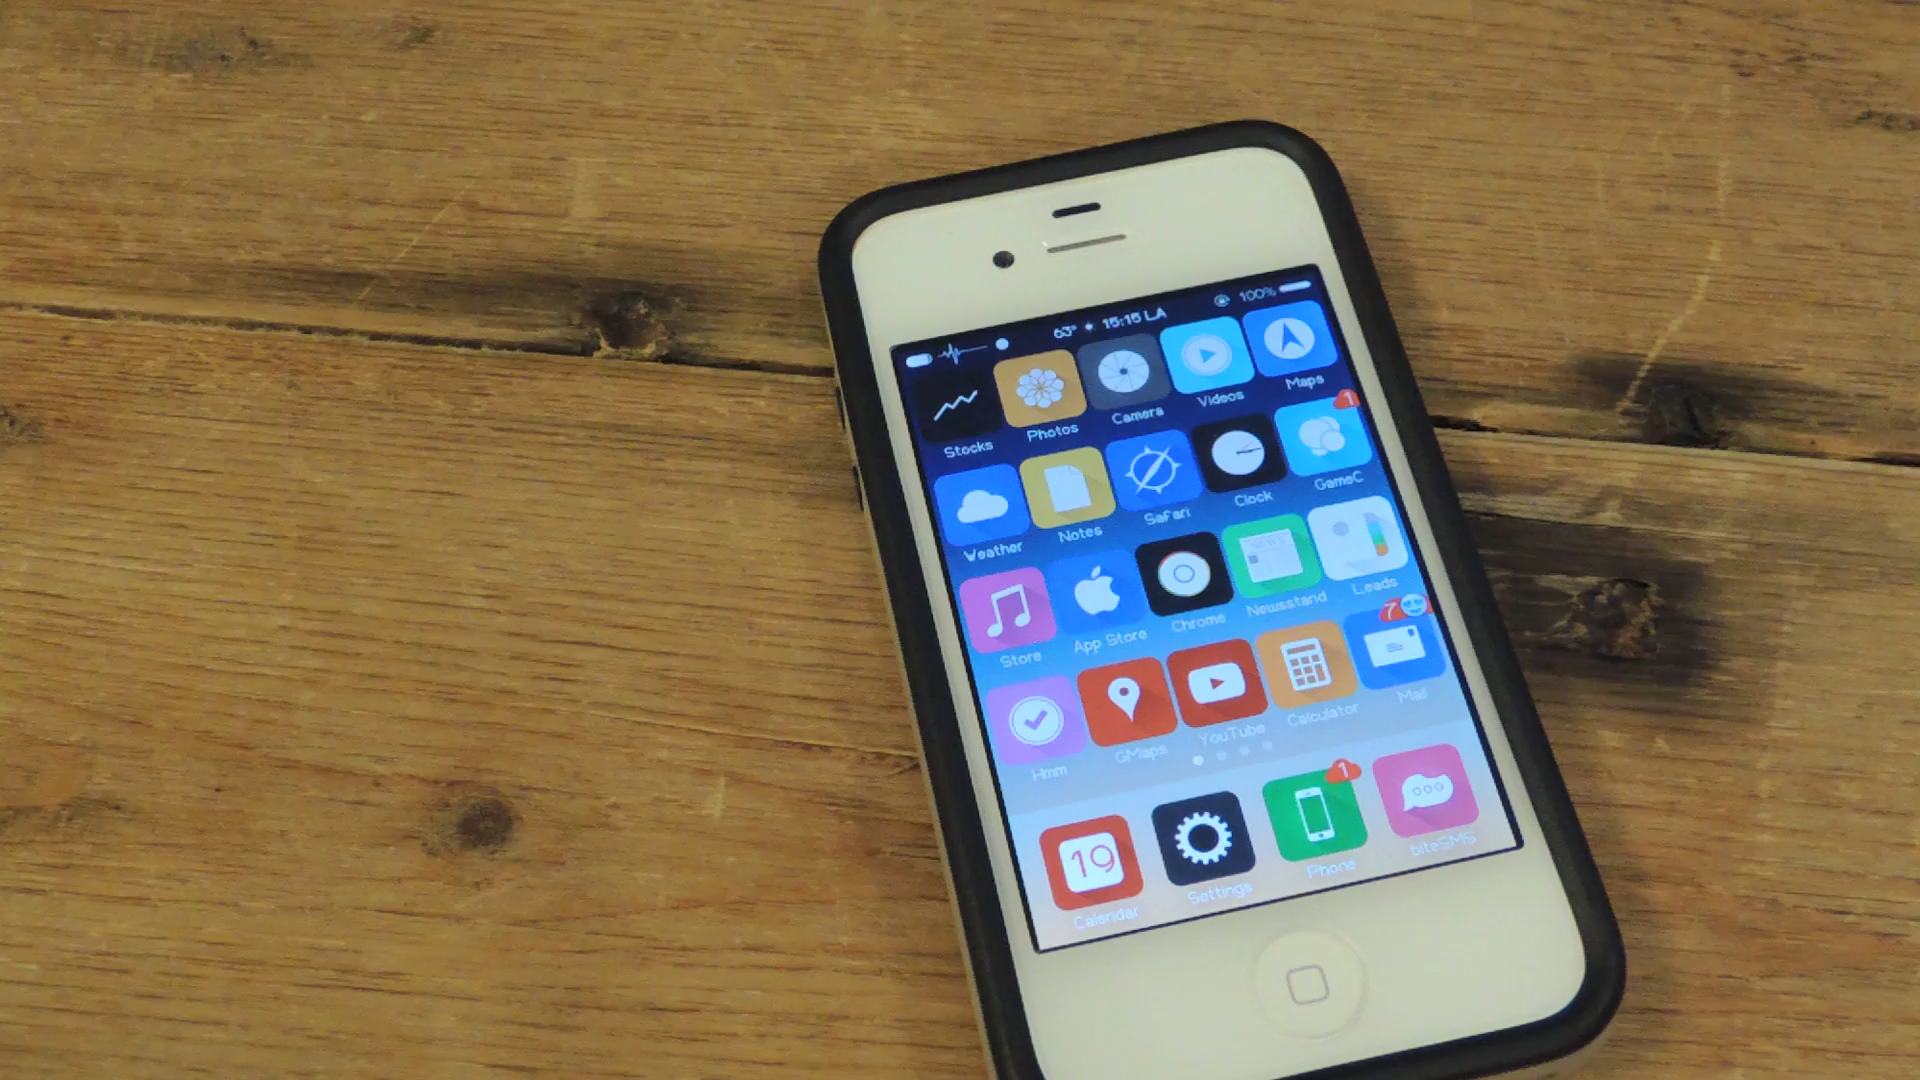 63° 15:15 LA 100%
Stocks Photos Camera Videos Maps
1
Weather Notes Safari Clock GameC
NEWS
Store App Store Chrome Newsstand Leads
7
Hmm GMaps YouTube Calculator Mail
19 1
Calendar Settings Phone biteSMS